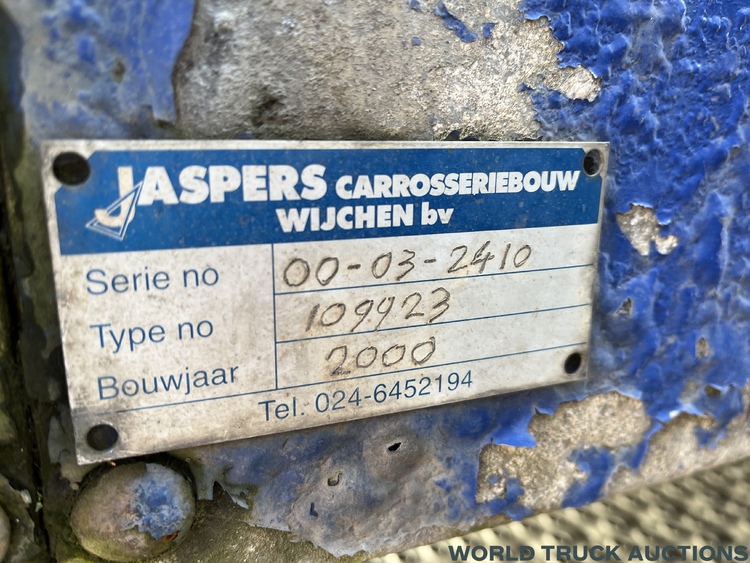 JASPERS CARROSSERIEBOUW
WIJCHEN bv
Serie no 00-03-2410
Type no 109923
Bouwjaar 2000
Tel. 024-6452194
WORLD TRUCK AUCTIONS